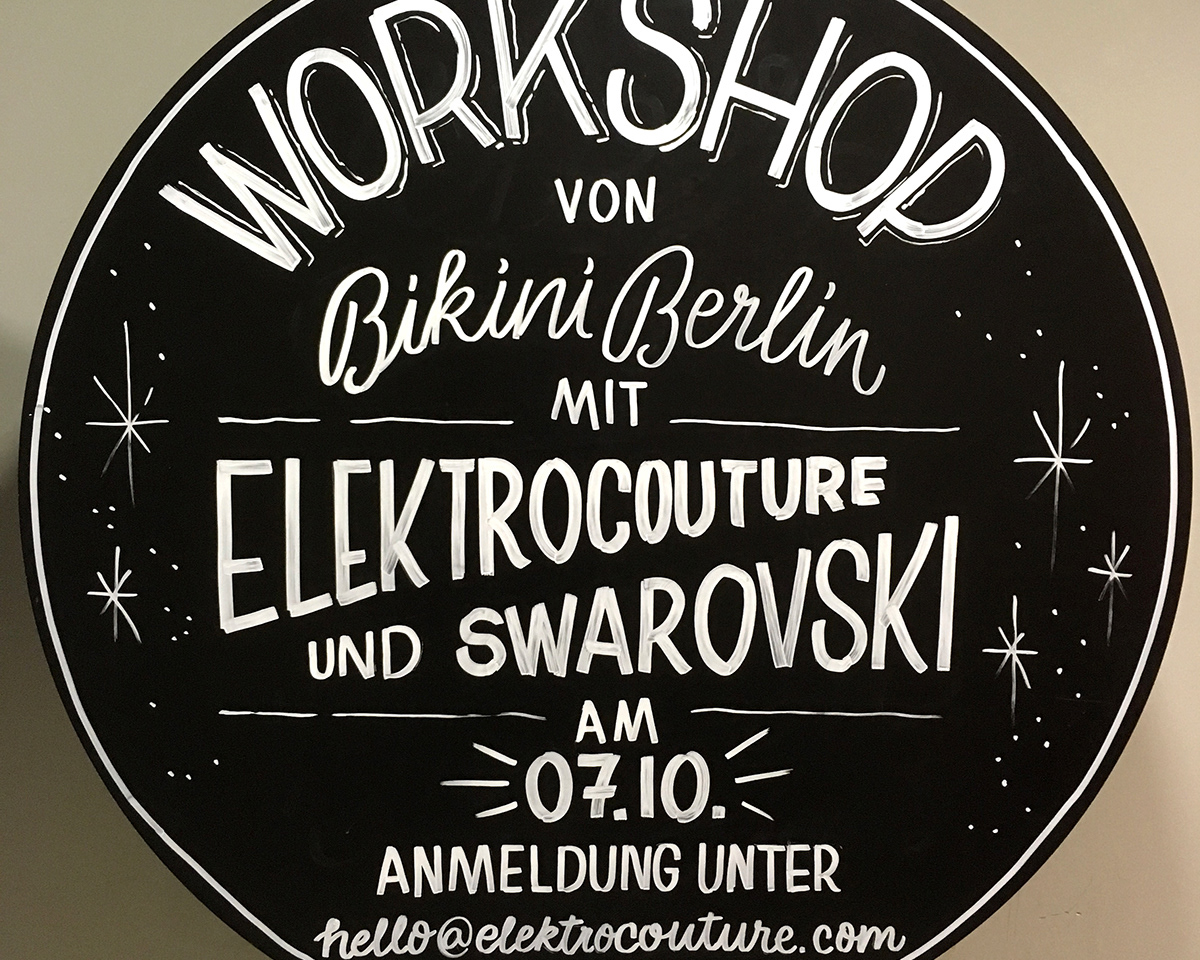 WORKSHOP
VON
Bikini Berlin
MIT
ELEKTROCOUTURE
UND SWAROVSKI
AM
07.10.
ANMELDUNG UNTER
hello@elektrocouture.com